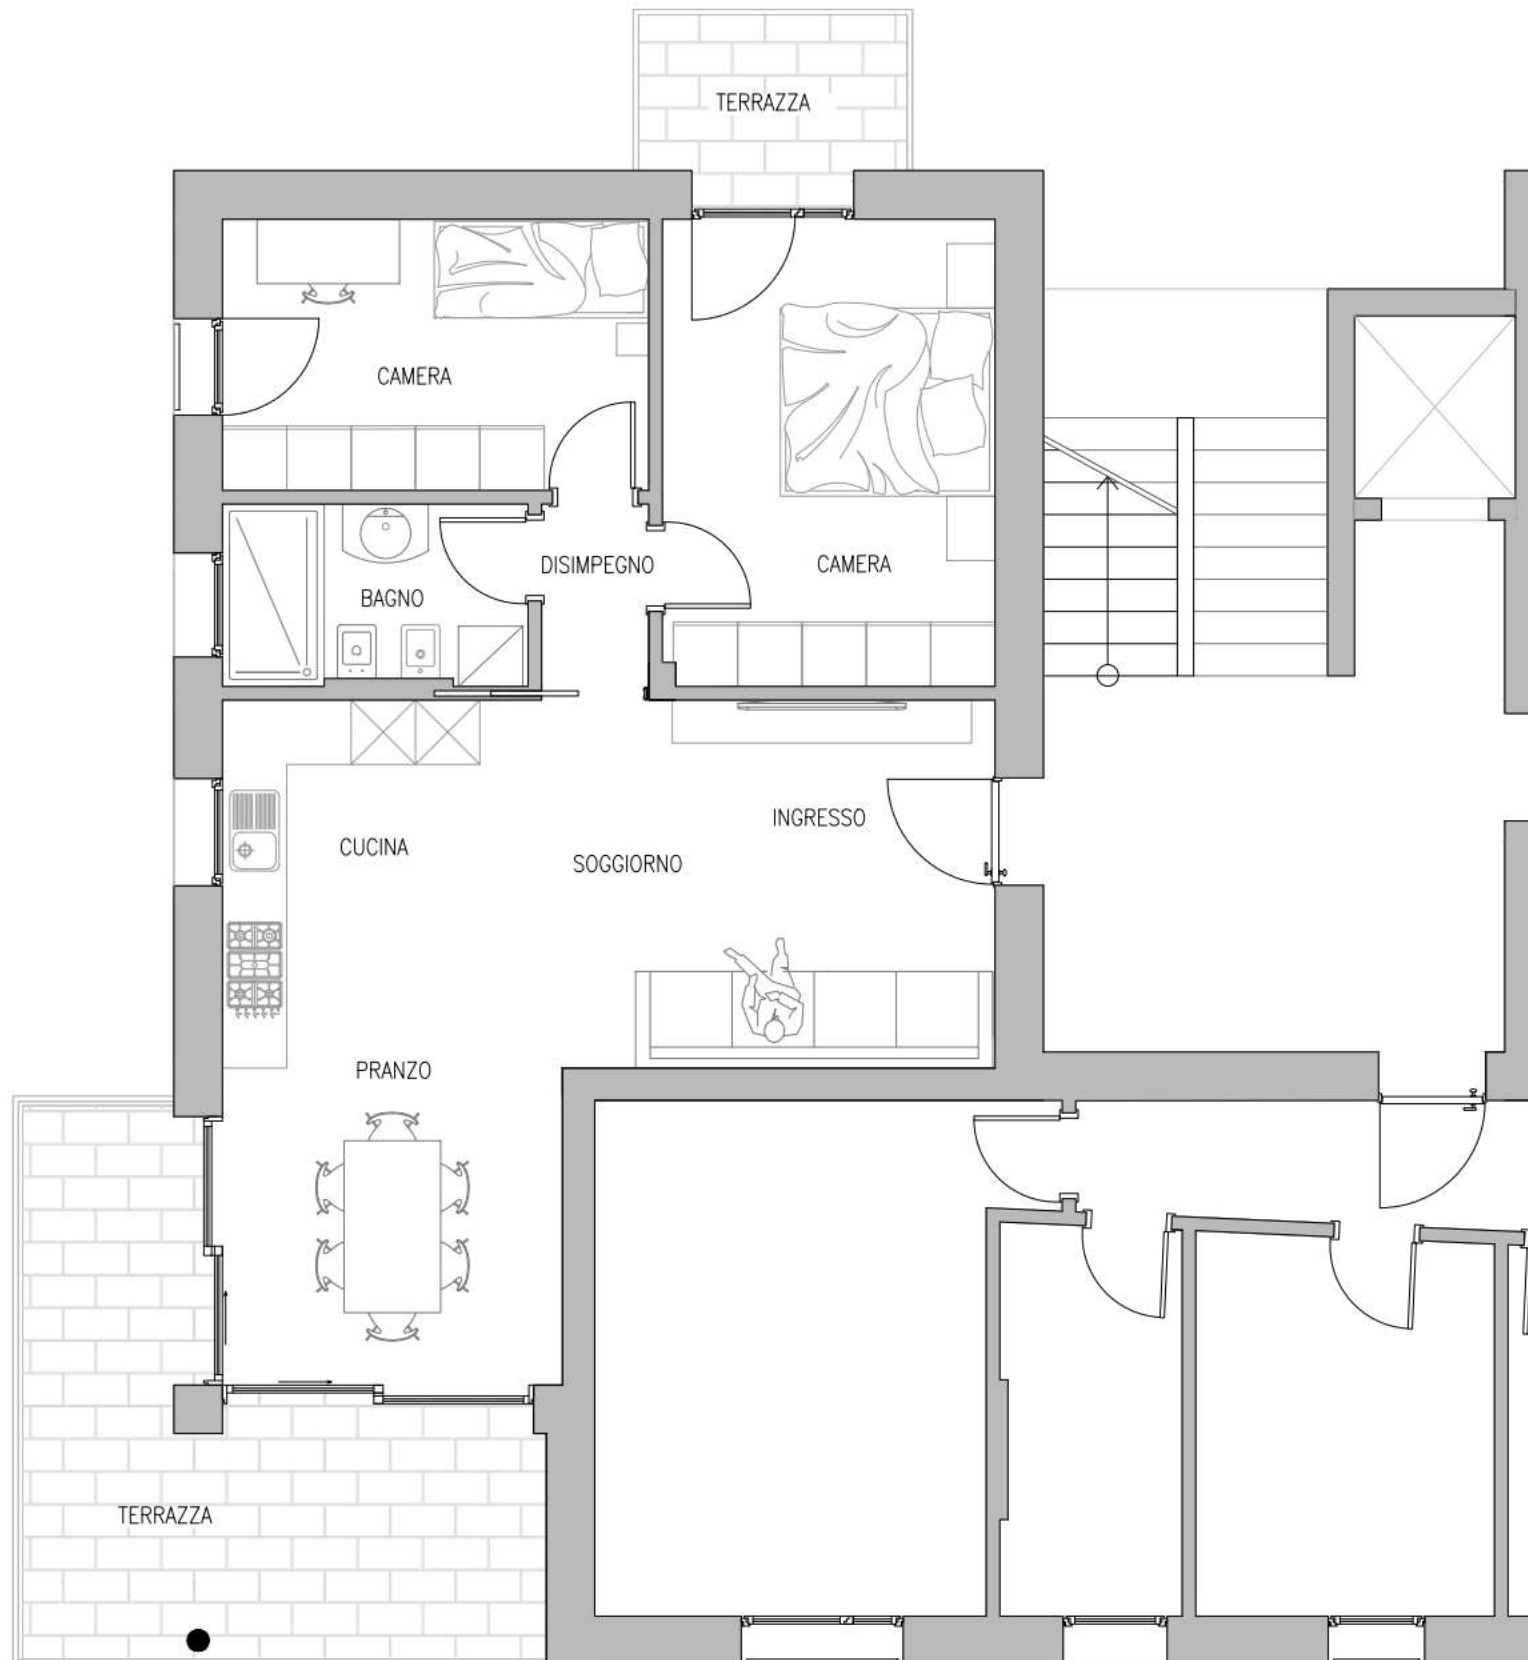 TERRAZZA
CAMERA
CAMERA
DISIMPEGNO
BAGNO
INGRESSO
CUCINA
SOGGIORNO
PRANZO
TERRAZZA